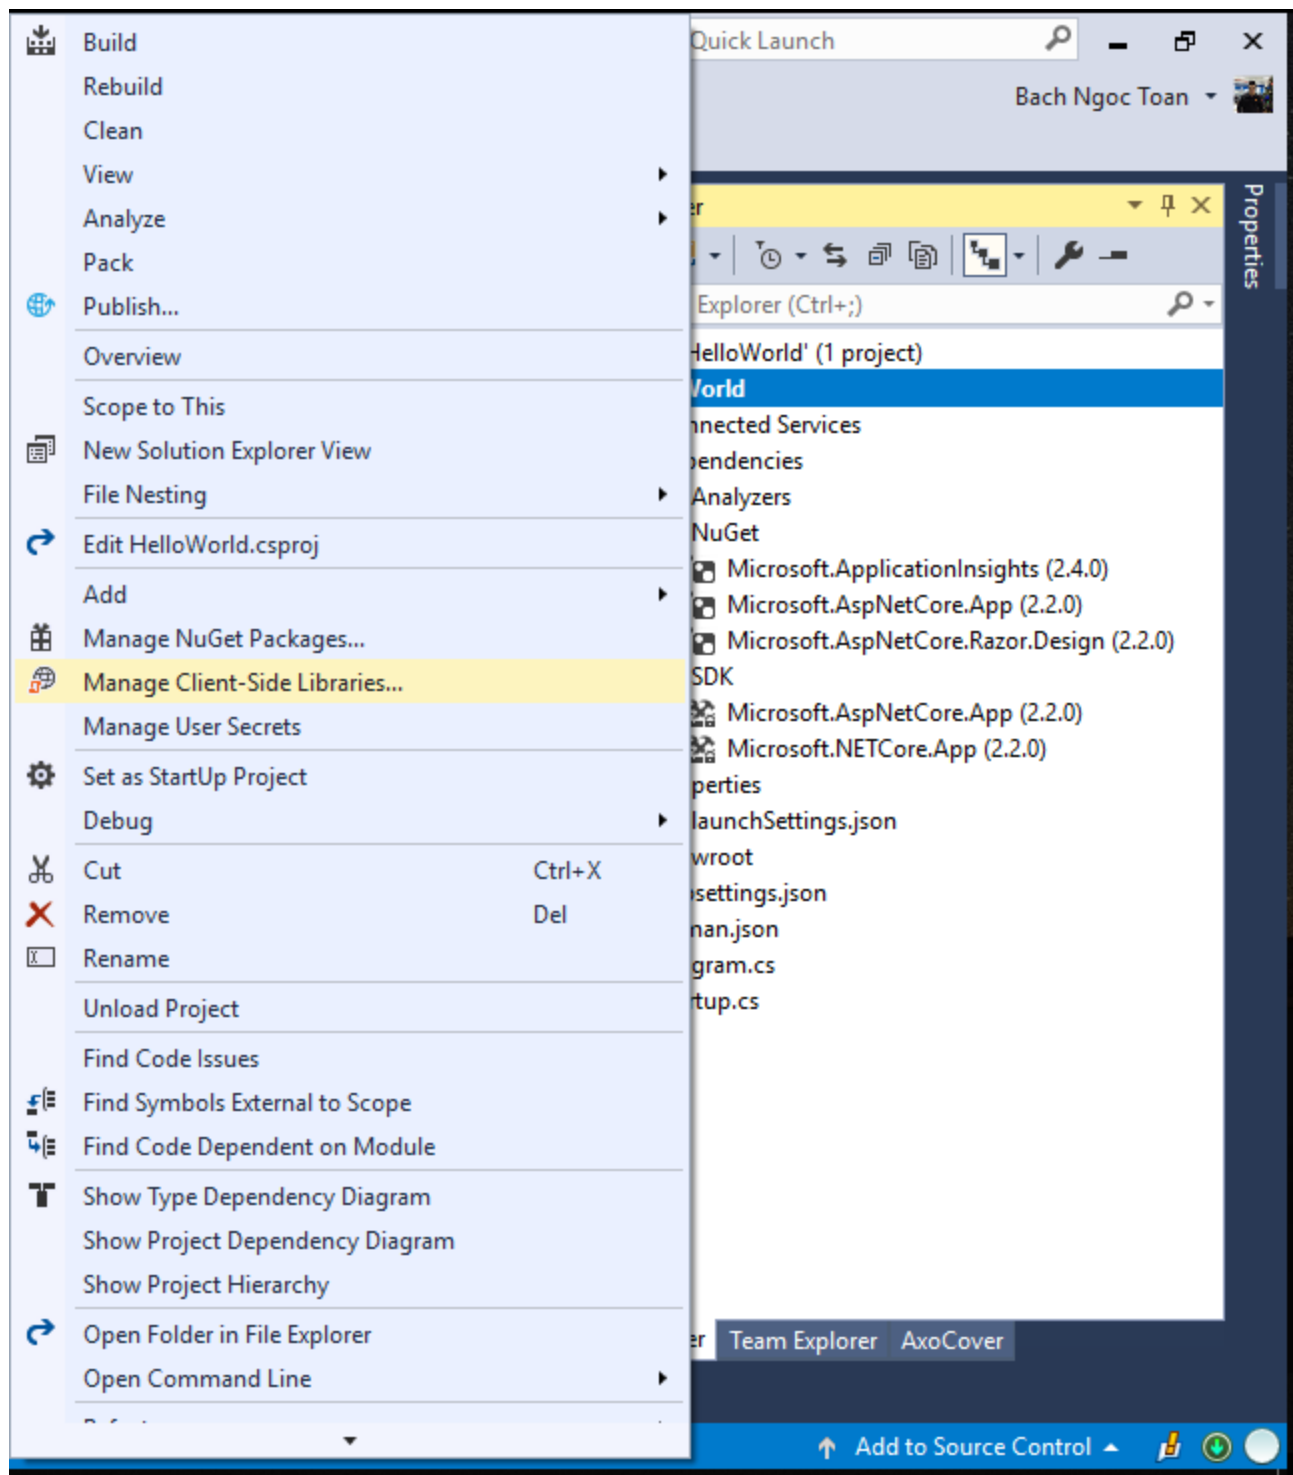 Build
Rebuild
Clean
View
Analyze
Pack
Publish...
Overview
Scope to This
New Solution Explorer View
File Nesting
Edit HelloWorld.csproj
Add
Manage NuGet Packages...
Manage Client-Side Libraries...
Manage User Secrets
Set as StartUp Project
Debug
Cut Ctrl+X
Remove Del
Rename
Unload Project
Find Code Issues
Find Symbols External to Scope
Find Code Dependent on Module
Show Type Dependency Diagram
Show Project Dependency Diagram
Show Project Hierarchy
Open Folder in File Explorer
Open Command Line
Quick Launch
Bach Ngoc Toan
er
Explorer (Ctrl+;)
HelloWorld' (1 project)
World
nnected Services
pendencies
Analyzers
NuGet
Microsoft.ApplicationInsights (2.4.0)
Microsoft.AspNetCore.App (2.2.0)
Microsoft.AspNetCore.Razor.Design (2.2.0)
SDK
Microsoft.AspNetCore.App (2.2.0)
Microsoft.NETCore.App (2.2.0)
perties
launchSettings.json
wroot
psettings.json
man.json
gram.cs
rtup.cs
er Team Explorer AxoCover
Add to Source Control
Properties